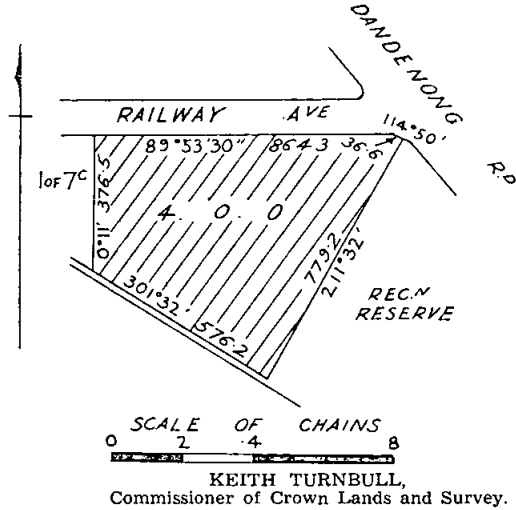 DANDENONG
RD
RAILWAY AVE
114°50'
89°53'30" 864.3 36.6
1 OF 7C
0°11' 376.5
4 . 0 . 0
779.2
211°32'
301°32'
576.2
RECN
RESERVE
SCALE OF CHAINS
0 2 4 8
KEITH TURNBULL,
Commissioner of Crown Lands and Survey.